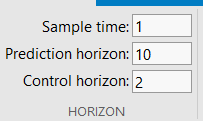 Sample time: 1
Prediction horizon: 10
Control horizon: 2
HORIZON